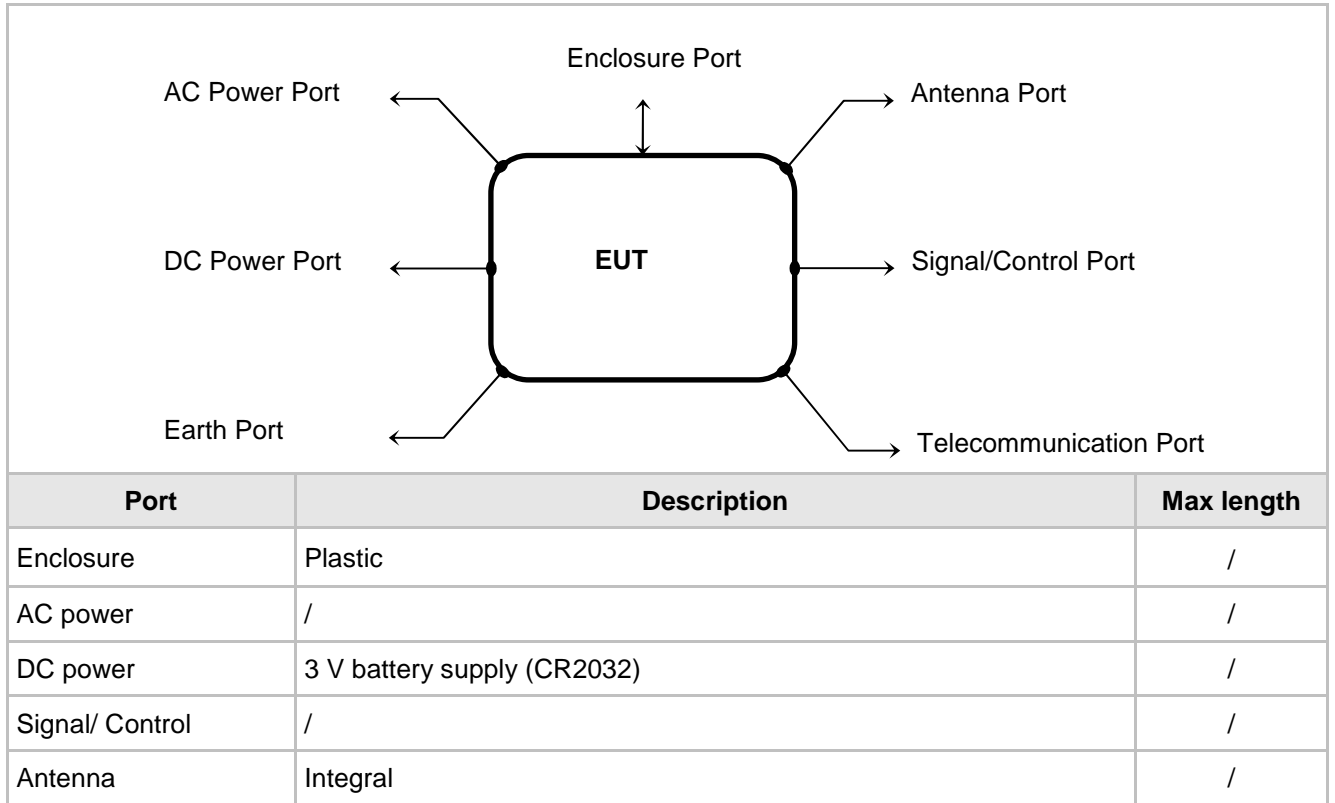 Enclosure Port
AC Power Port
Antenna Port
DC Power Port
EUT
Signal/Control Port
Earth Port
Telecommunication Port
Port Description Max length
Enclosure Plastic /
AC power / /
DC power 3 V battery supply (CR2032) /
Signal/ Control / /
Antenna Integral /